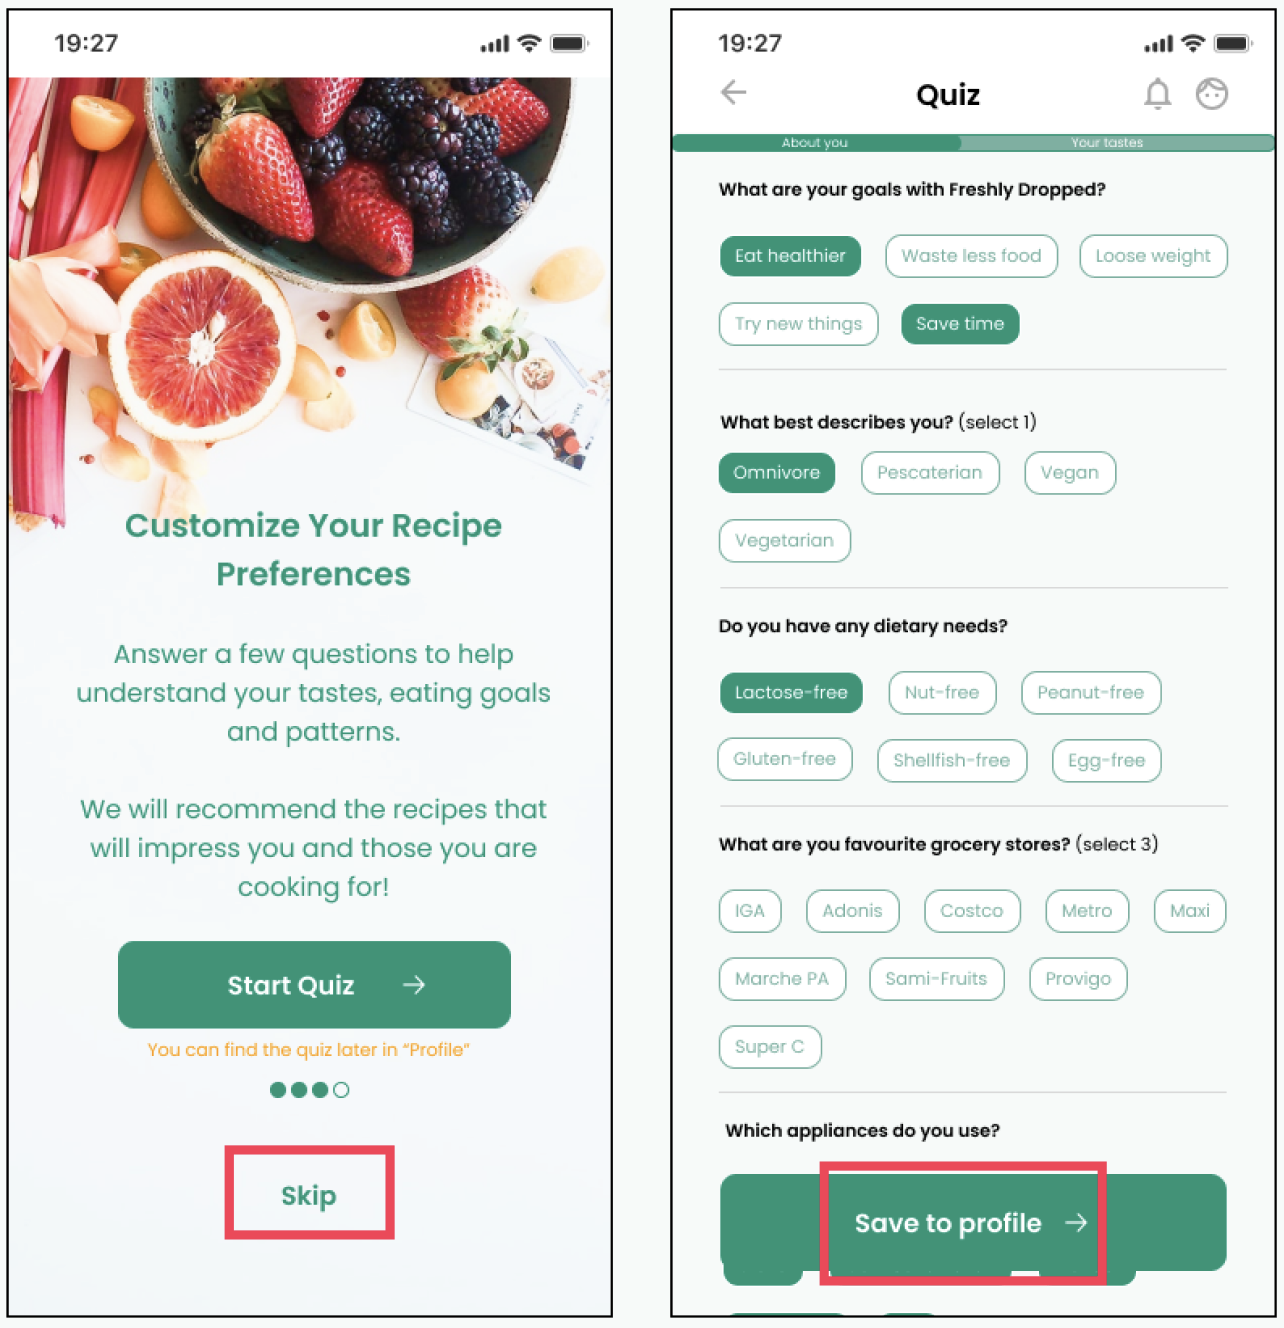 19:27
Customize Your Recipe
Preferences
Answer a few questions to help
understand your tastes, eating goals
and patterns.
We will recommend the recipes that
will impress you and those you are
cooking for!
Start Quiz →
You can find the quiz later in “Profile”
Skip
19:27
← Quiz
About you Your tastes
What are your goals with Freshly Dropped?
Eat healthier Waste less food Loose weight
Try new things Save time
What best describes you? (select 1)
Omnivore Pescaterian Vegan
Vegetarian
Do you have any dietary needs?
Lactose-free Nut-free Peanut-free
Gluten-free Shellfish-free Egg-free
What are you favourite grocery stores? (select 3)
IGA Adonis Costco Metro Maxi
Marche PA Sami-Fruits Provigo
Super C
Which appliances do you use?
Save to profile →